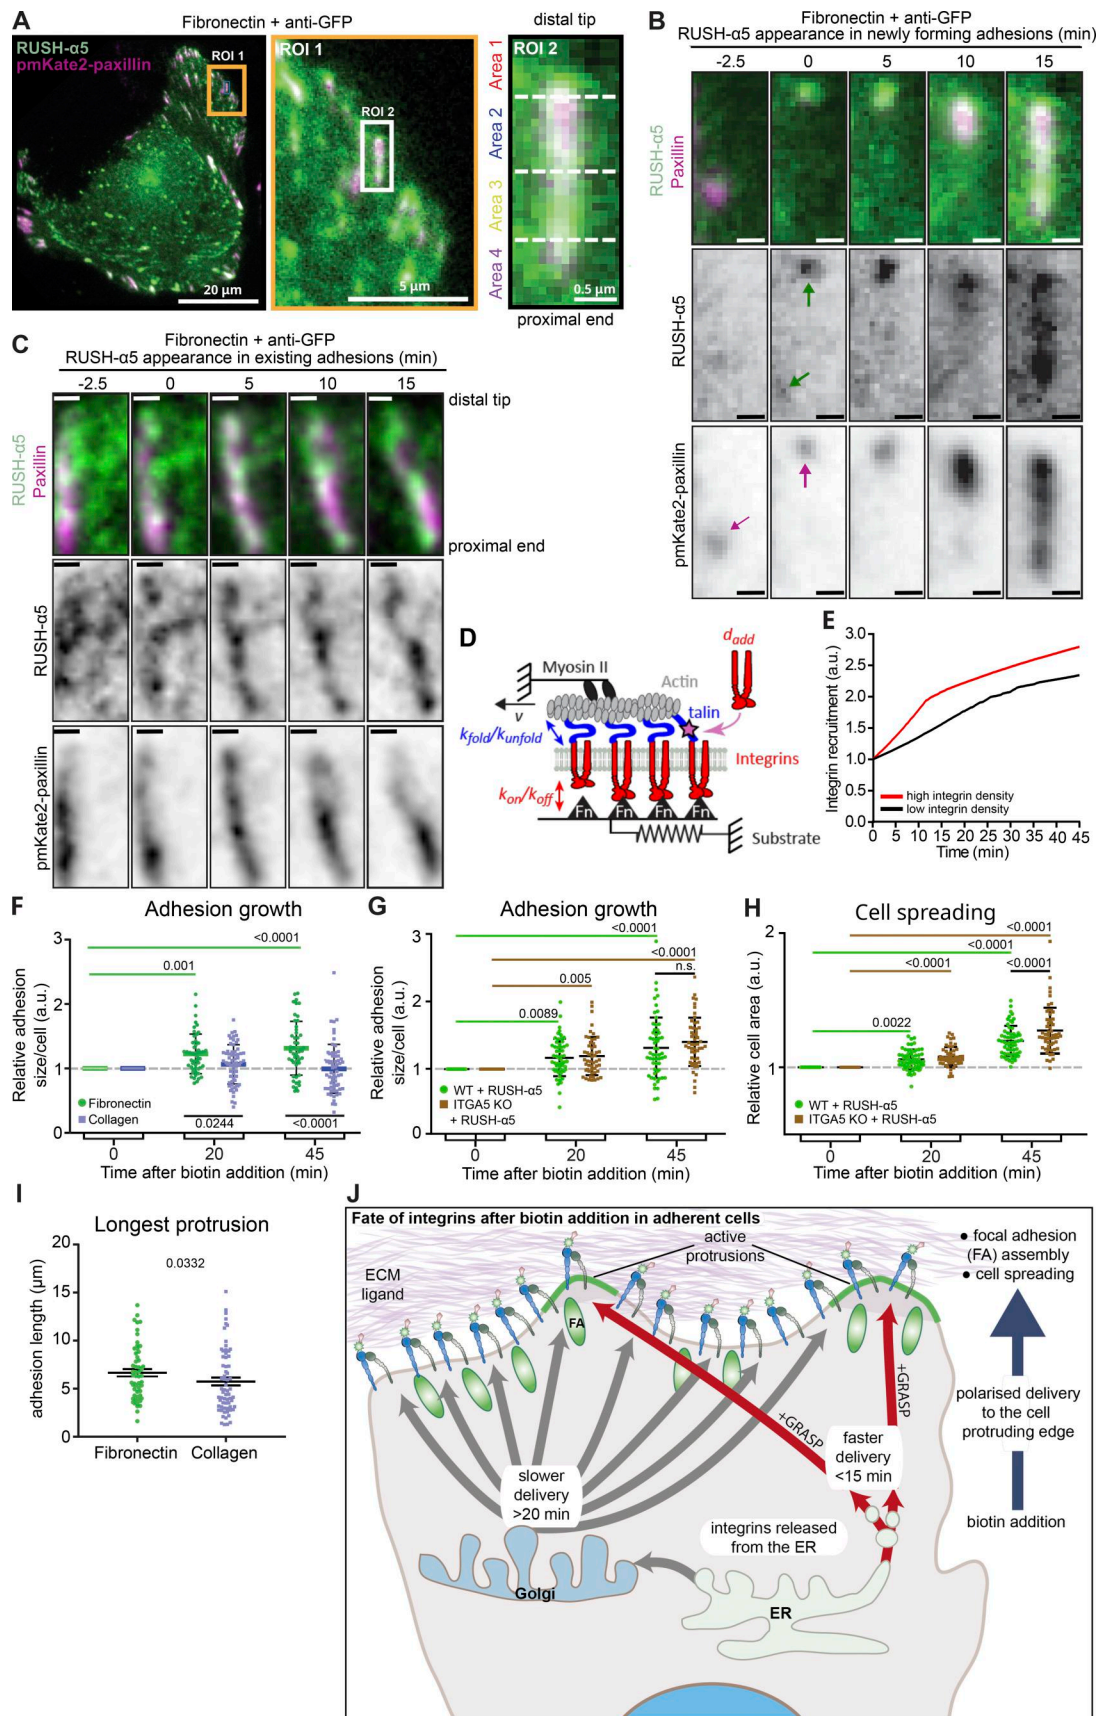 A
Fibronectin + anti-GFP
RUSH-α5
pmKate2-paxillin
ROI 1
20 µm
ROI 1
ROI 2
5 µm
distal tip
ROI 2
Area 1
Area 2
Area 3
Area 4
0.5 µm
proximal end
B
Fibronectin + anti-GFP
RUSH-α5 appearance in newly forming adhesions (min)
-2.5 0 5 10 15
RUSH-α5
Paxillin
RUSH-α5
pmKate2-paxillin
C
Fibronectin + anti-GFP
RUSH-α5 appearance in existing adhesions (min)
-2.5 0 5 10 15
distal tip
RUSH-α5
Paxillin
proximal end
RUSH-α5
pmKate2-paxillin
D
dadd
Myosin II
Actin
v
talin
kfold/kunfold
Integrins
kon/koff
Fn Fn Fn Fn
Substrate
E
Integrin recruitment (a.u.)
3.0
2.5
2.0
1.5
1.0
0.5
0.0
high integrin density
low integrin density
0 5 10 15 20 25 30 35 40 45
Time (min)
F
Adhesion growth
Relative adhesion
size/cell (a.u.)
3
2
1
0
<0.0001
0.001
Fibronectin
Collagen
0.0244
<0.0001
0 20 45
Time after biotin addition (min)
G
Adhesion growth
Relative adhesion
size/cell (a.u.)
3
2
1
0
<0.0001
<0.0001
n.s.
0.005
0.0089
WT + RUSH-α5
ITGA5 KO
+ RUSH-α5
0 20 45
Time after biotin addition (min)
H
Cell spreading
Relative cell area (a.u.)
2
1
<0.0001
<0.0001
<0.0001
<0.0001
0.0022
WT + RUSH-α5
ITGA5 KO + RUSH-α5
0 20 45
Time after biotin addition (min)
I
Longest protrusion
adhesion length (µm)
20
15
10
5
0
0.0332
Fibronectin Collagen
J
Fate of integrins after biotin addition in adherent cells
active
protrusions
ECM
ligand
FA
• focal adhesion
(FA) assembly
• cell spreading
+GRASP
+GRASP
polarised delivery
to the cell
protruding edge
faster
delivery
<15 min
slower
delivery
>20 min
biotin addition
integrins released
from the ER
Golgi
ER